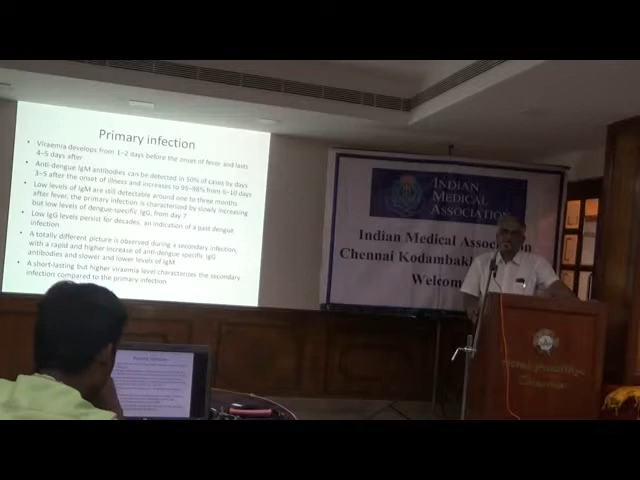 Primary infection
• Viraemia develops from 1–2 days before the onset of fever and lasts
4–5 days after
• Anti-dengue IgM antibodies can be detected in 50% of cases by days
3–5 after the onset of illness and increases to 95–98% from 6–10 days
• Low levels of IgM are still detectable around one to three months
after fever, the primary infection is characterized by slowly increasing
but low levels of dengue-specific IgG, from day 7
• Low IgG levels persist for decades, an indication of a past dengue
infection
• A totally different picture is observed during a secondary infection,
with a rapid and higher increase of anti-dengue specific IgG
antibodies and slower and lower levels of IgM
• A short-lasting but higher viraemia level characterizes the secondary
infection compared to the primary infection
INDIAN
MEDICAL
ASSOCIATION
Indian Medical Association
Chennai Kodambak
Welcom
Primary infection
Chennai